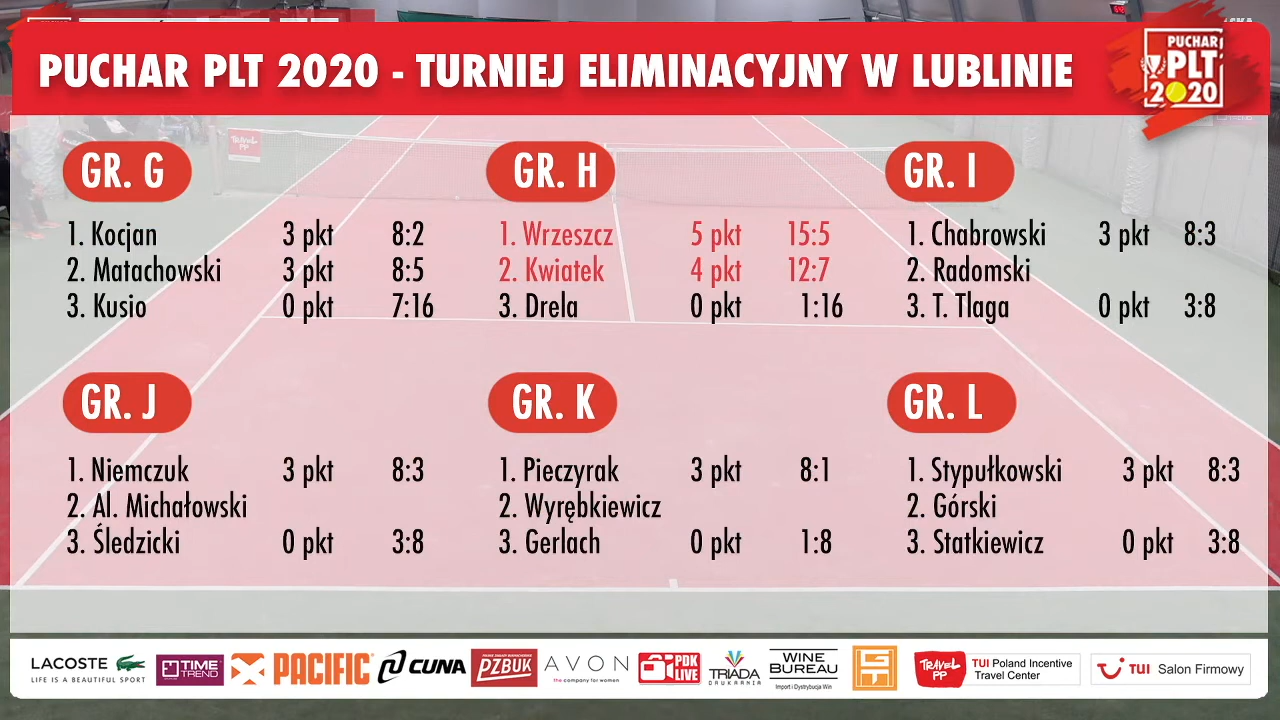 PUCHAR PLT 2020 - TURNIEJ ELIMINACYJNY W LUBLINIE
PUCHAR
PLT
2020
GR. G
1. Kocjan 3 pkt 8:2
2. Matachowski 3 pkt 8:5
3. Kusio 0 pkt 7:16
GR. H
1. Wrzeszcz 5 pkt 15:5
2. Kwiatek 4 pkt 12:7
3. Drela 0 pkt 1:16
GR. I
1. Chabrowski 3 pkt 8:3
2. Radomski
3. T. Tlaga 0 pkt 3:8
GR. J
1. Niemczuk 3 pkt 8:3
2. Al. Michałowski
3. Śledzicki 0 pkt 3:8
GR. K
1. Pieczyrak 3 pkt 8:1
2. Wyrębkiewicz
3. Gerlach 0 pkt 1:8
GR. L
1. Stypułkowski 3 pkt 8:3
2. Górski
3. Statkiewicz 0 pkt 3:8
TRAVEL
PP
LACOSTE
LIFE IS A BEAUTIFUL SPORT
TIME
TREND
PACIFIC
CUNA
PZBUK
AVON
the company for women
PDK
LIVE
TRIADA
DRUKARNIA
WINE
BUREAU
Import i Dystrybucja Win
TRAVEL
PP
TUI Poland Incentive
Travel Center
TUI Salon Firmowy